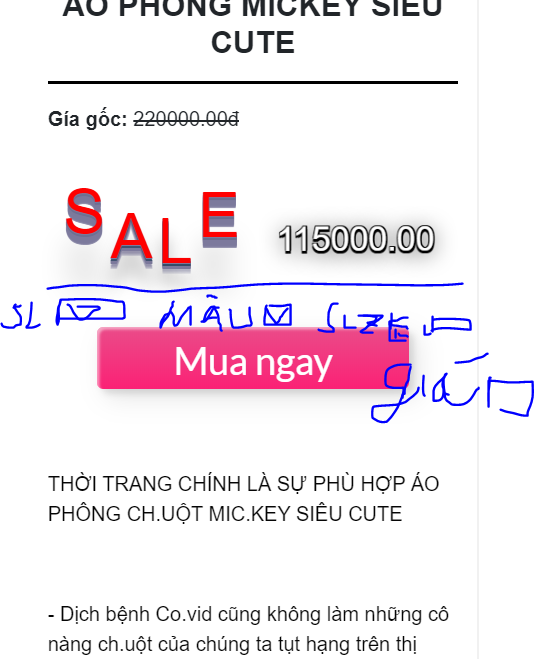 ÁO PHÔNG MICKEY SIÊU
CUTE
Gía gốc: 220000.00đ
SALE 115000.00
SL MÂU SIZE
Mua ngay
giá
THỜI TRANG CHÍNH LÀ SỰ PHÙ HỢP ÁO
PHÔNG CH.UỘT MIC.KEY SIÊU CUTE
- Dịch bệnh Co.vid cũng không làm những cô
nàng ch.uột của chúng ta tụt hạng trên thị